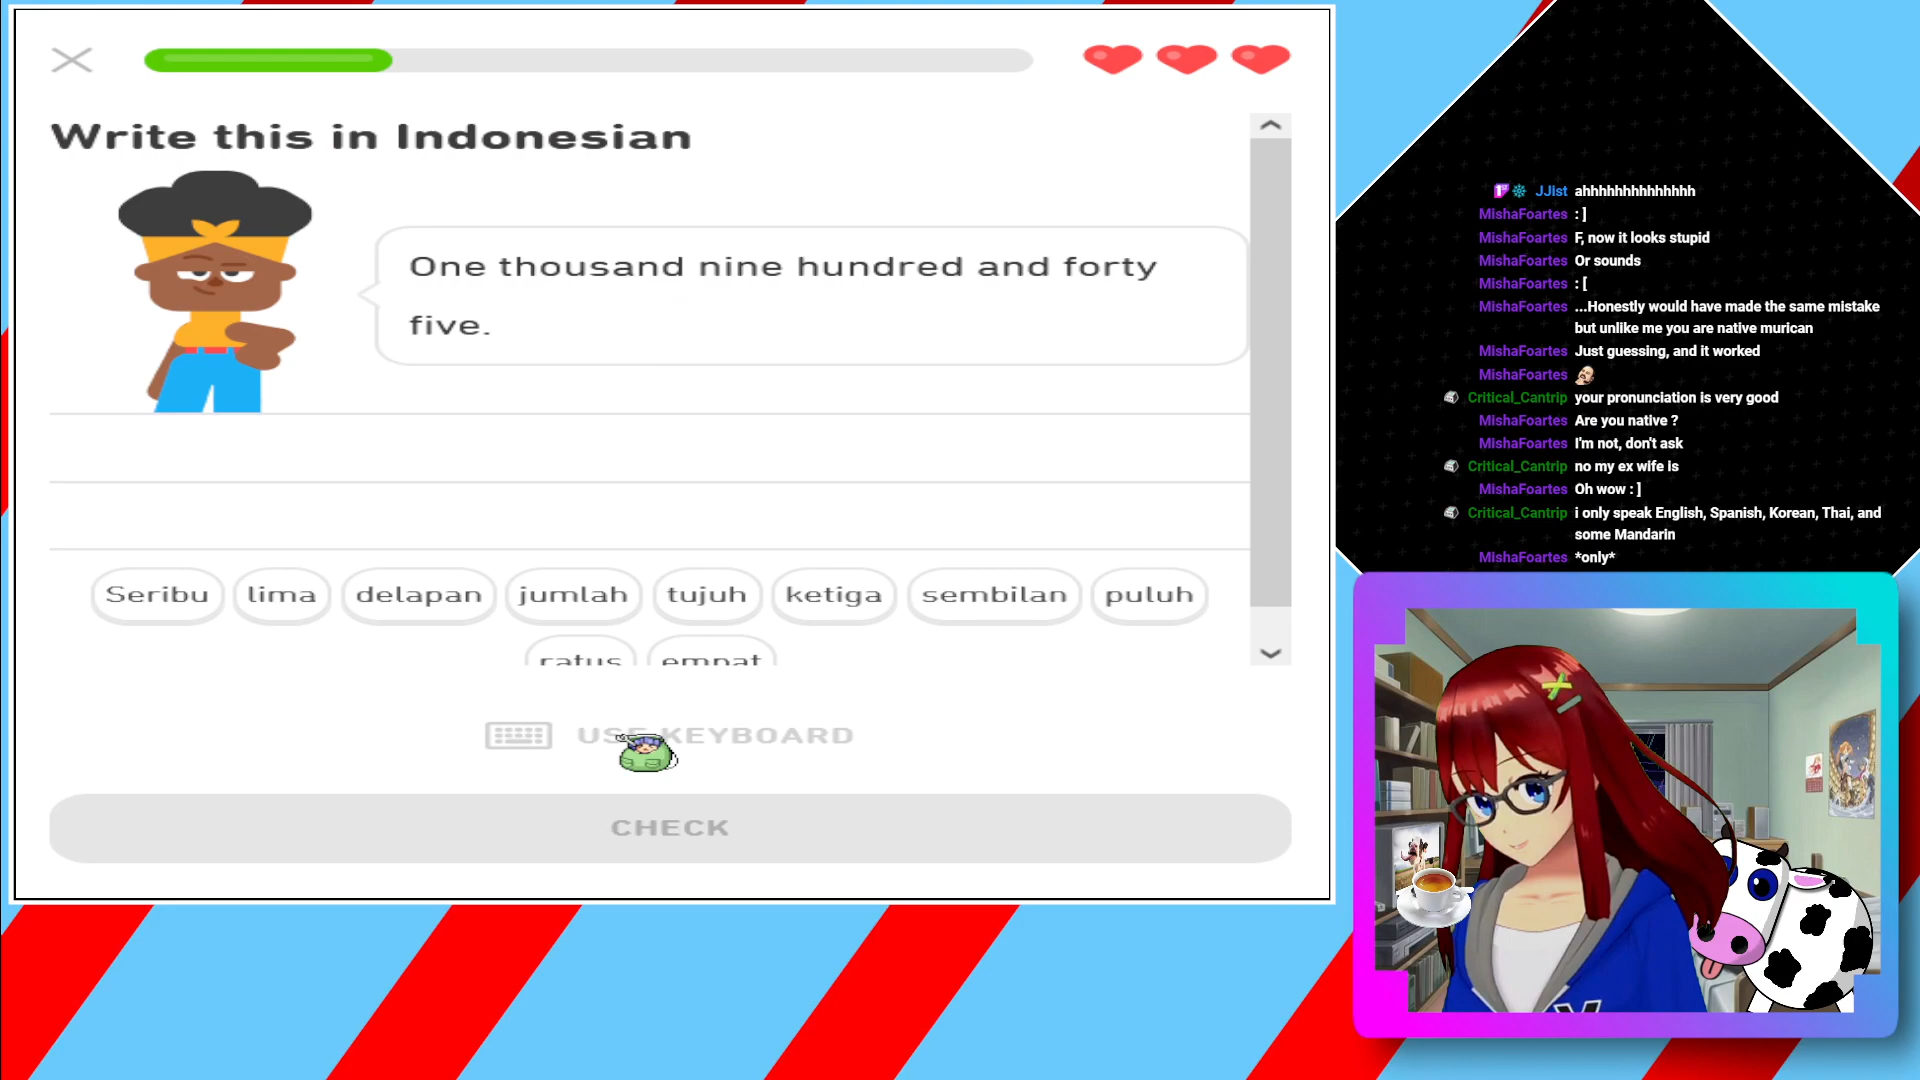 Write this in Indonesian
One thousand nine hundred and forty
five.
Seribu lima delapan jumlah tujuh ketiga sembilan puluh
ratus empat
USE KEYBOARD
CHECK
JJIst ahhhhhhhhhhhhhh
MishaFoartes : ]
MishaFoartes F, now it looks stupid
MishaFoartes Or sounds
MishaFoartes : [
MishaFoartes ...Honestly would have made the same mistake
but unlike me you are native murican
MishaFoartes Just guessing, and it worked
MishaFoartes
Critical_Cantrip your pronunciation is very good
MishaFoartes Are you native ?
MishaFoartes I'm not, don't ask
Critical_Cantrip no my ex wife is
MishaFoartes Oh wow : ]
Critical_Cantrip i only speak English, Spanish, Korean, Thai, and
some Mandarin
MishaFoartes *only*